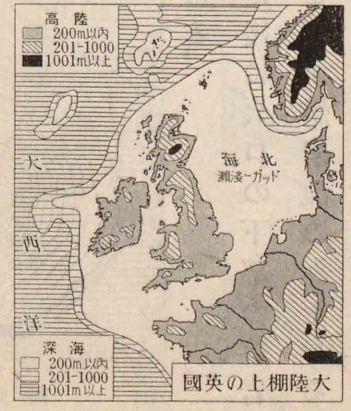 陸高
200m以内
201-1000
1001m以上
北海
ドッガー淺瀬
大西洋
海深
200m以内
201-1000
1001m以上
大陸棚上の英國